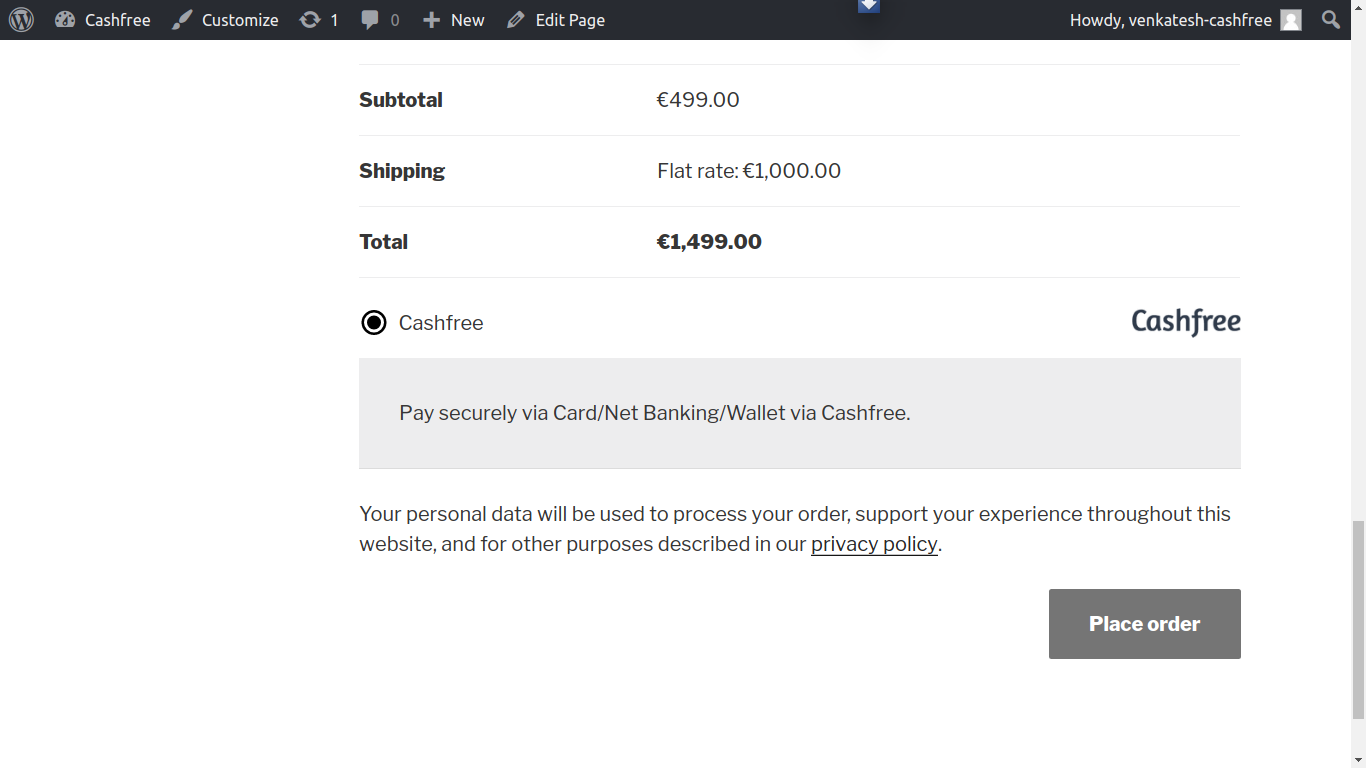 Cashfree Customize 1 0 New Edit Page Howdy, venkatesh-cashfree
Subtotal €499.00
Shipping Flat rate: €1,000.00
Total €1,499.00
Cashfree Cashfree
Pay securely via Card/Net Banking/Wallet via Cashfree.
Your personal data will be used to process your order, support your experience throughout this
website, and for other purposes described in our privacy policy.
Place order